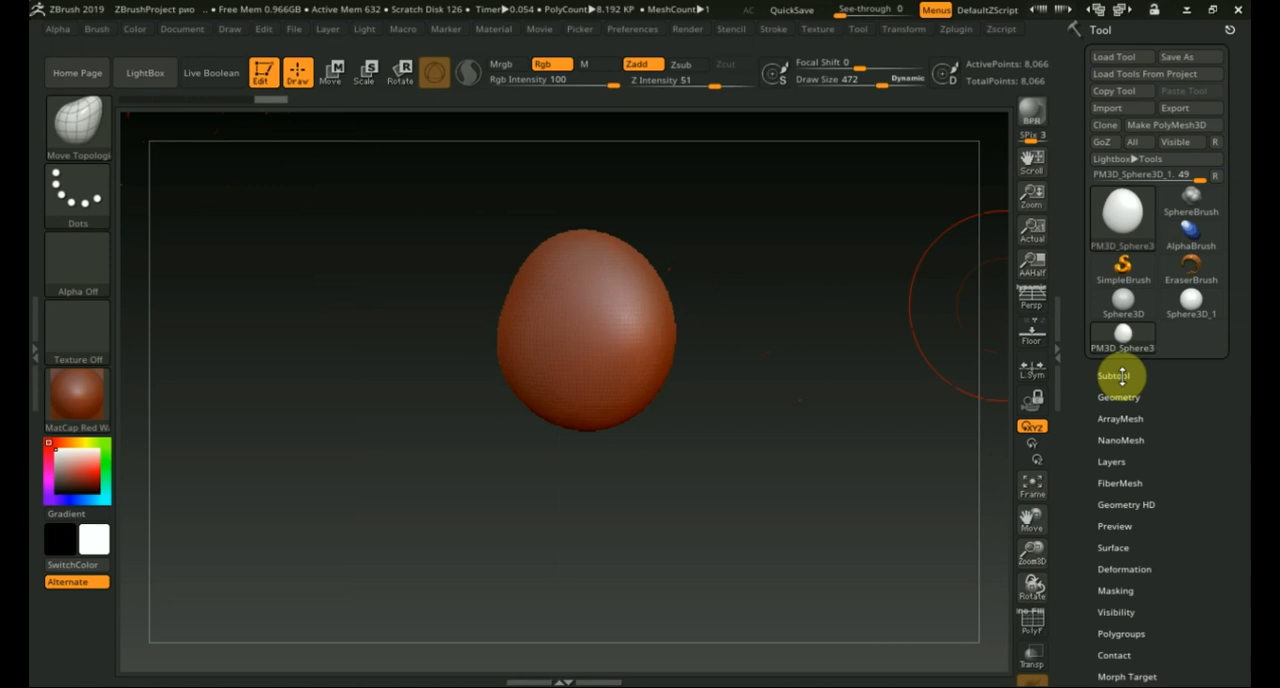 ZBrush 2019 ZBrushProject рио .. • Free Mem 0.966GB • Active Mem 632 • Scratch Disk 126 • Timer▶0.054 • PolyCount▶8.192 KP • MeshCount▶1 AC QuickSave See-through 0 Menus DefaultZScript
Alpha Brush Color Document Draw Edit File Layer Light Macro Marker Material Movie Picker Preferences Render Stencil Stroke Texture Tool Transform Zplugin Zscript
Home Page LightBox Live Boolean Edit Draw Move Scale Rotate
Mrgb Rgb M Zadd Zsub Zcut
Rgb Intensity 100 Z Intensity 51
Focal Shift 0
Draw Size 472 Dynamic
ActivePoints: 8,066
TotalPoints: 8,066
Move Topologi
Dots
Alpha Off
Texture Off
MatCap Red W
Gradient
SwitchColor
Alternate
BPR
SPix 3
Scroll
Zoom
Actual
AAHalf
Dynamic
Persp
Floor
L.Sym
XYZ
Frame
Move
Zoom3D
Rotate
PolyF
Transp
Tool
Load Tool Save As
Load Tools From Project
Copy Tool Paste Tool
Import Export
Clone Make PolyMesh3D
GoZ All Visible R
Lightbox▶Tools
PM3D_Sphere3D_1. 49 R
PM3D_Sphere3 SphereBrush
AlphaBrush
SimpleBrush EraserBrush
Sphere3D Sphere3D_1
PM3D_Sphere3
Subtool
Geometry
ArrayMesh
NanoMesh
Layers
FiberMesh
Geometry HD
Preview
Surface
Deformation
Masking
Visibility
Polygroups
Contact
Morph Target